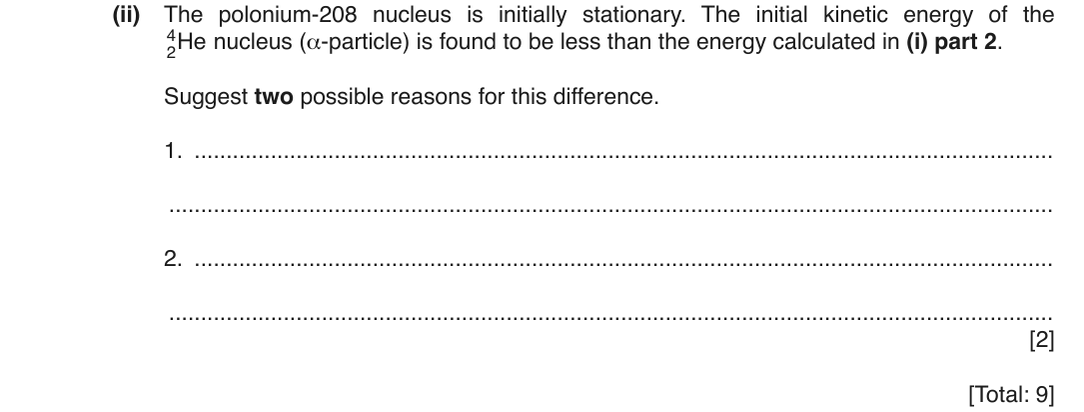 (ii) The polonium-208 nucleus is initially stationary. The initial kinetic energy of the
⁴₂He nucleus (α-particle) is found to be less than the energy calculated in (i) part 2.
Suggest two possible reasons for this difference.
1. ..........................................................................................................................................
..............................................................................................................................................
2. ..........................................................................................................................................
..............................................................................................................................................
[2]
[Total: 9]